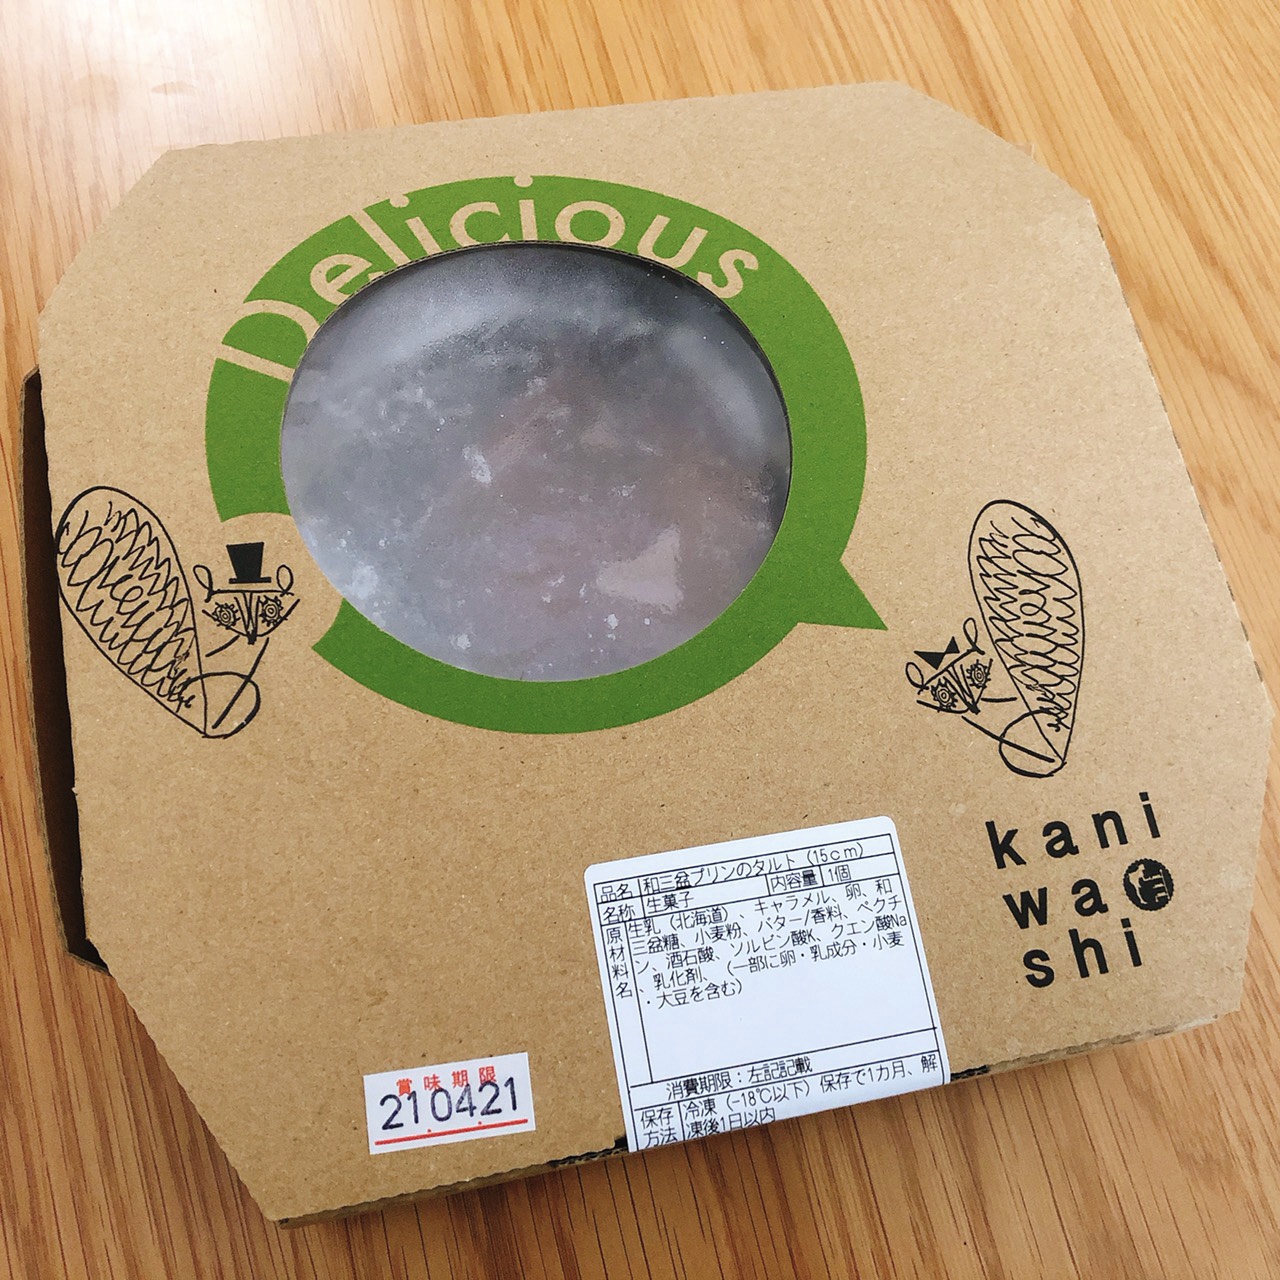 Delicious
kani
wa
shi
品名 和三盆プリンのタルト (15cm)
名称 生菓子 内容量 1個
原材料名 生乳(北海道)、キャラメル、卵、和
三盆糖、小麦粉、バター/香料、ペクチ
ン、酒石酸、ソルビン酸K、クエン酸Na
、乳化剤、(一部に卵・乳成分・小麦
・大豆を含む)
消費期限:左記記載
保存方法 冷凍(-18℃以下)保存で1カ月、解
凍後1日以内
賞味期限
21.04.21